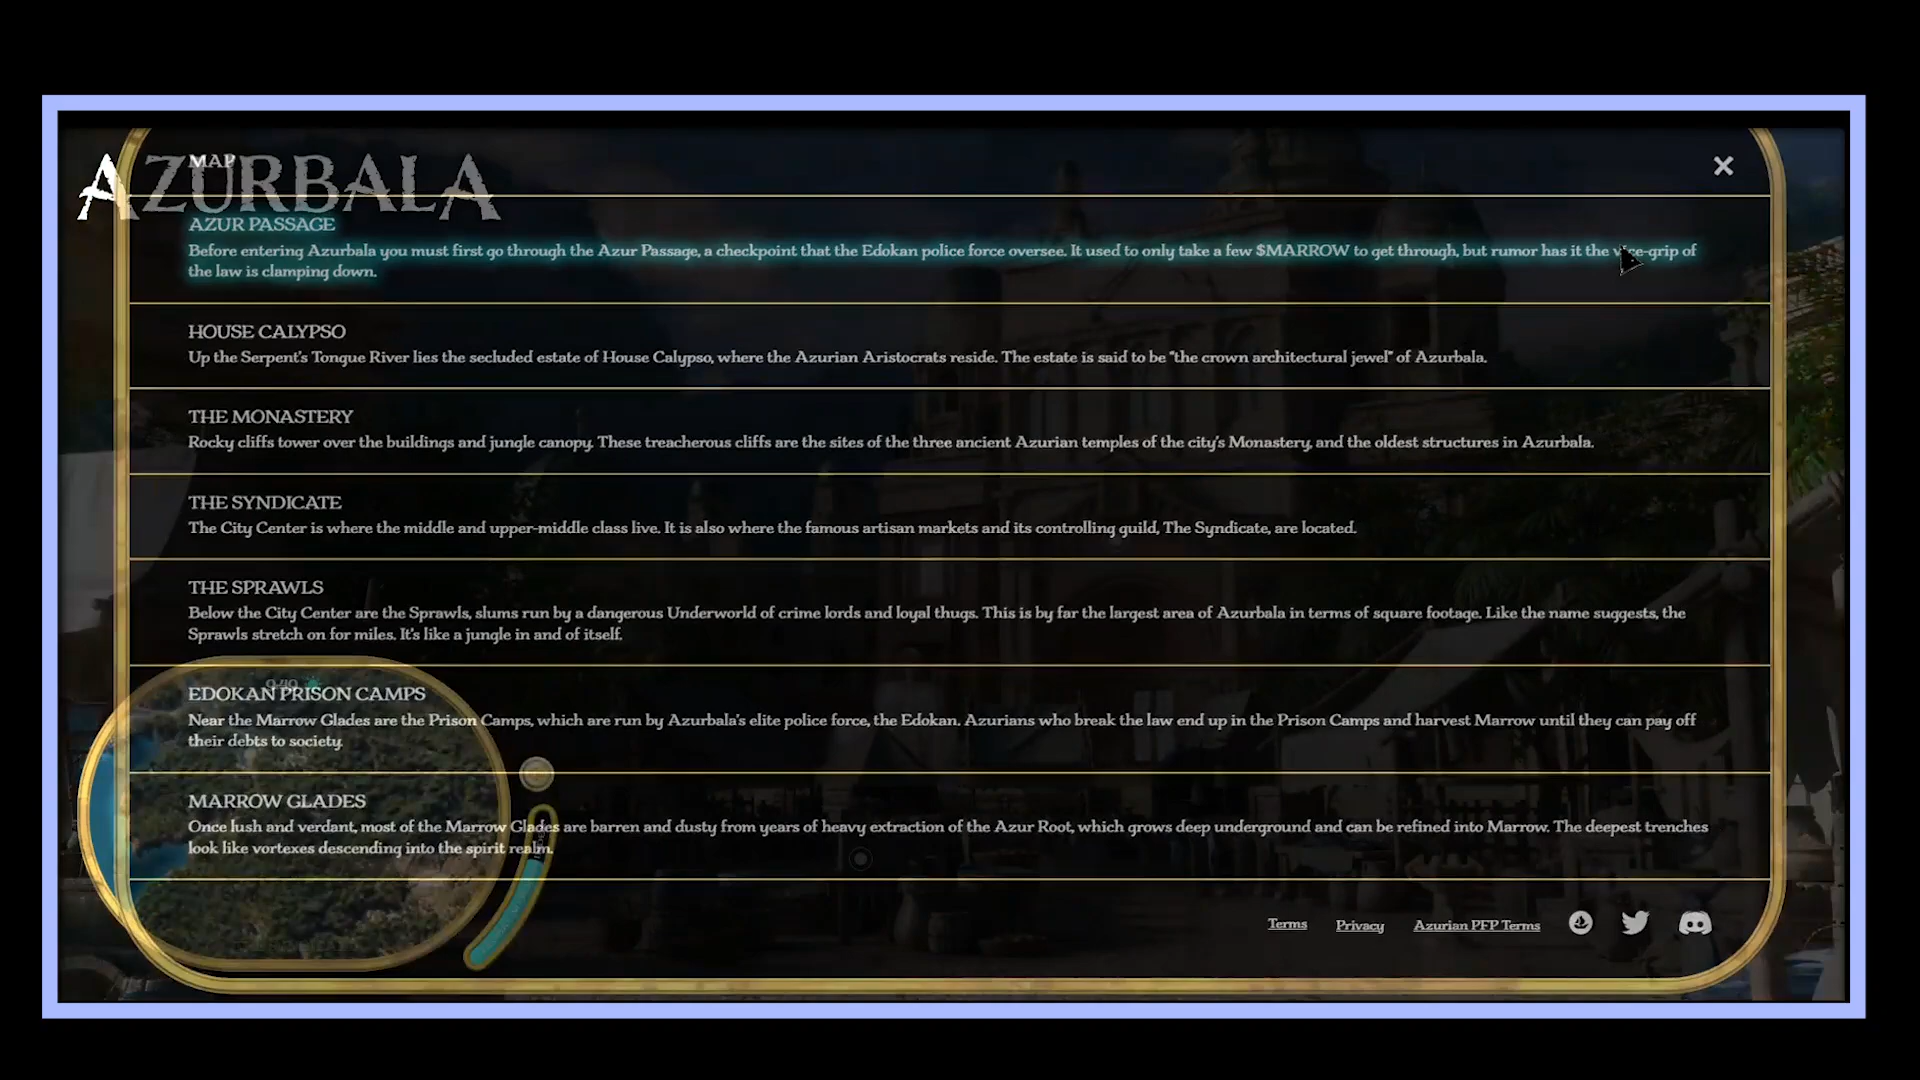 MAP
AZURBALA
AZUR PASSAGE
Before entering Azurbala you must first go through the Azur Passage, a checkpoint that the Edokan police force oversee. It used to only take a few $MARROW to get through, but rumor has it the vice-grip of
the law is clamping down.
HOUSE CALYPSO
Up the Serpent's Tongue River lies the secluded estate of House Calypso, where the Azurian Aristocrats reside. The estate is said to be "the crown architectural jewel" of Azurbala.
THE MONASTERY
Rocky cliffs tower over the buildings and jungle canopy. These treacherous cliffs are the sites of the three ancient Azurian temples of the city's Monastery, and the oldest structures in Azurbala.
THE SYNDICATE
The City Center is where the middle and upper-middle class live. It is also where the famous artisan markets and its controlling guild, The Syndicate, are located.
THE SPRAWLS
Below the City Center are the Sprawls, slums run by a dangerous Underworld of crime lords and loyal thugs. This is by far the largest area of Azurbala in terms of square footage. Like the name suggests, the
Sprawls stretch on for miles. It's like a jungle in and of itself.
EDOKAN PRISON CAMPS
Near the Marrow Glades are the Prison Camps, which are run by Azurbala's elite police force, the Edokan. Azurians who break the law end up in the Prison Camps and harvest Marrow until they can pay off
their debts to society.
MARROW GLADES
Once lush and verdant, most of the Marrow Glades are barren and dusty from years of heavy extraction of the Azur Root, which grows deep underground and can be refined into Marrow. The deepest trenches
look like vortexes descending into the spirit realm.
Terms Privacy Azurian PFP Terms